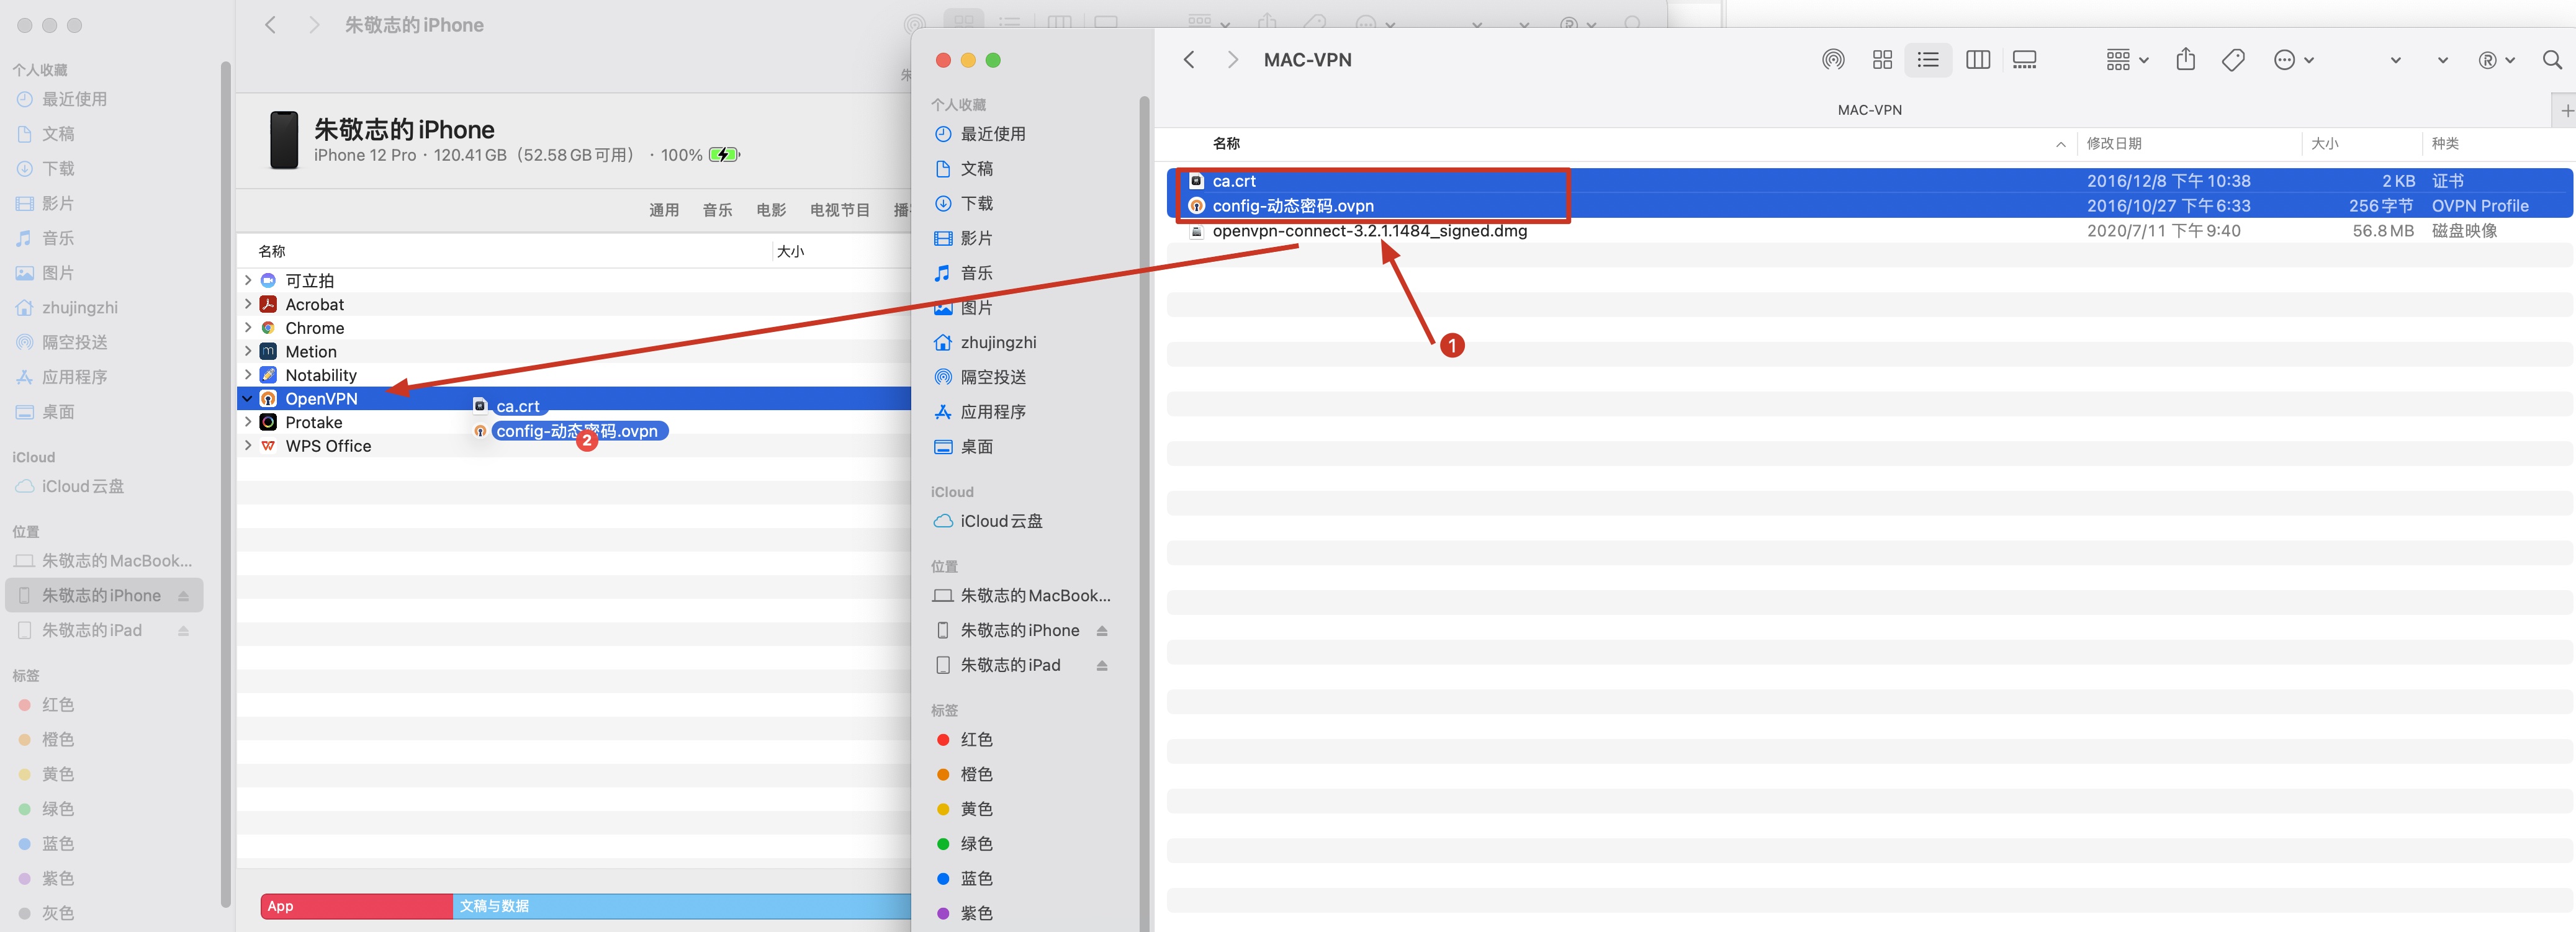 朱敬志的iPhone
个人收藏
最近使用
文稿
下载
影片
音乐
图片
zhujingzhi
隔空投送
应用程序
桌面
iCloud
iCloud云盘
位置
朱敬志的MacBook...
朱敬志的iPhone
朱敬志的iPad
标签
红色
橙色
黄色
绿色
蓝色
紫色
灰色
朱敬志的iPhone
iPhone 12 Pro · 120.41 GB（52.58 GB可用） · 100%
通用 音乐 电影 电视节目
名称 大小
可立拍
Acrobat
Chrome
Metion
Notability
OpenVPN
Protake
WPS Office
ca.crt
config-动态密码.ovpn
2
App 文稿与数据
个人收藏
最近使用
文稿
下载
影片
音乐
图片
zhujingzhi
隔空投送
应用程序
桌面
iCloud
iCloud云盘
位置
朱敬志的MacBook...
朱敬志的iPhone
朱敬志的iPad
标签
红色
橙色
黄色
绿色
蓝色
紫色
MAC-VPN
MAC-VPN
名称 修改日期 大小 种类
ca.crt 2016/12/8 下午10:38 2 KB 证书
config-动态密码.ovpn 2016/10/27 下午6:33 256 字节 OVPN Profile
openvpn-connect-3.2.1.1484_signed.dmg 2020/7/11 下午9:40 56.8 MB 磁盘映像
1